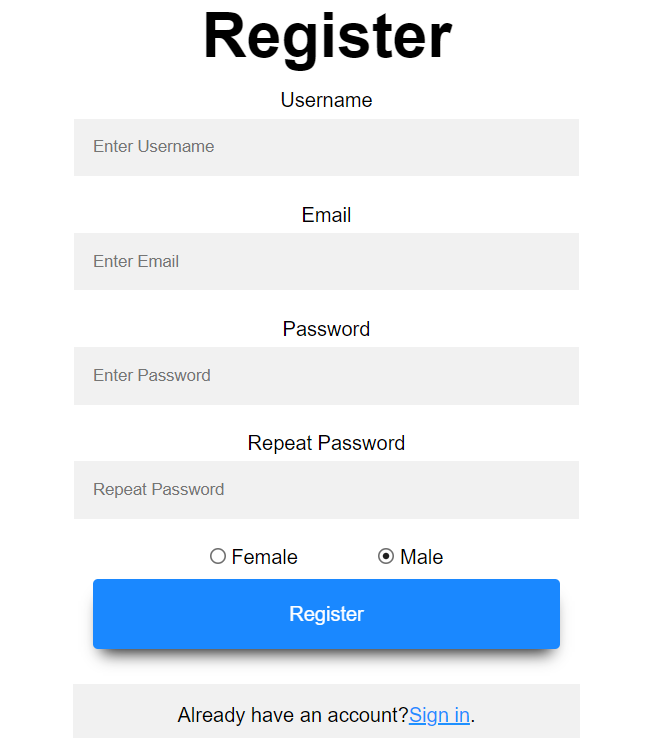 Register
Username
Enter Username
Email
Enter Email
Password
Enter Password
Repeat Password
Repeat Password
Female Male
Register
Already have an account?Sign in.